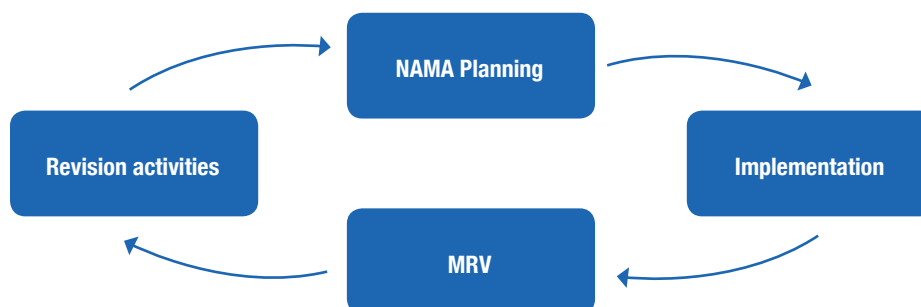 NAMA Planning
Revision activities
Implementation
MRV